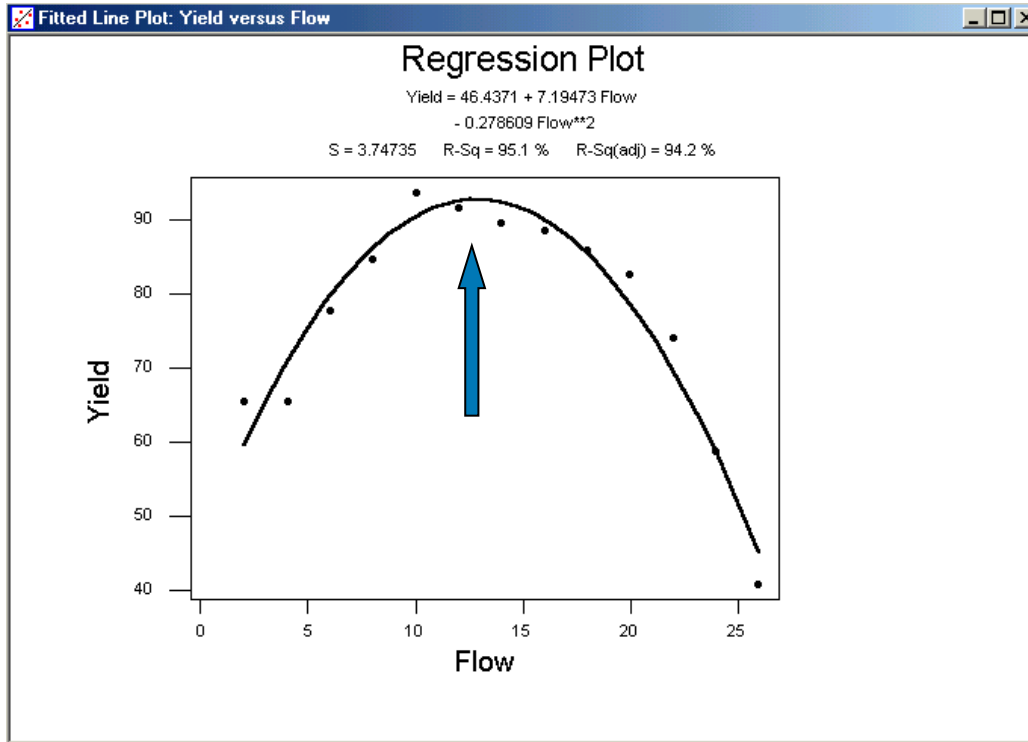 Fitted Line Plot: Yield versus Flow
Regression Plot
Yield = 46.4371 + 7.19473 Flow
- 0.278609 Flow**2
S = 3.74735 R-Sq = 95.1 % R-Sq(adj) = 94.2 %
90
80
70
60
50
40
Yield
0 5 10 15 20 25
Flow